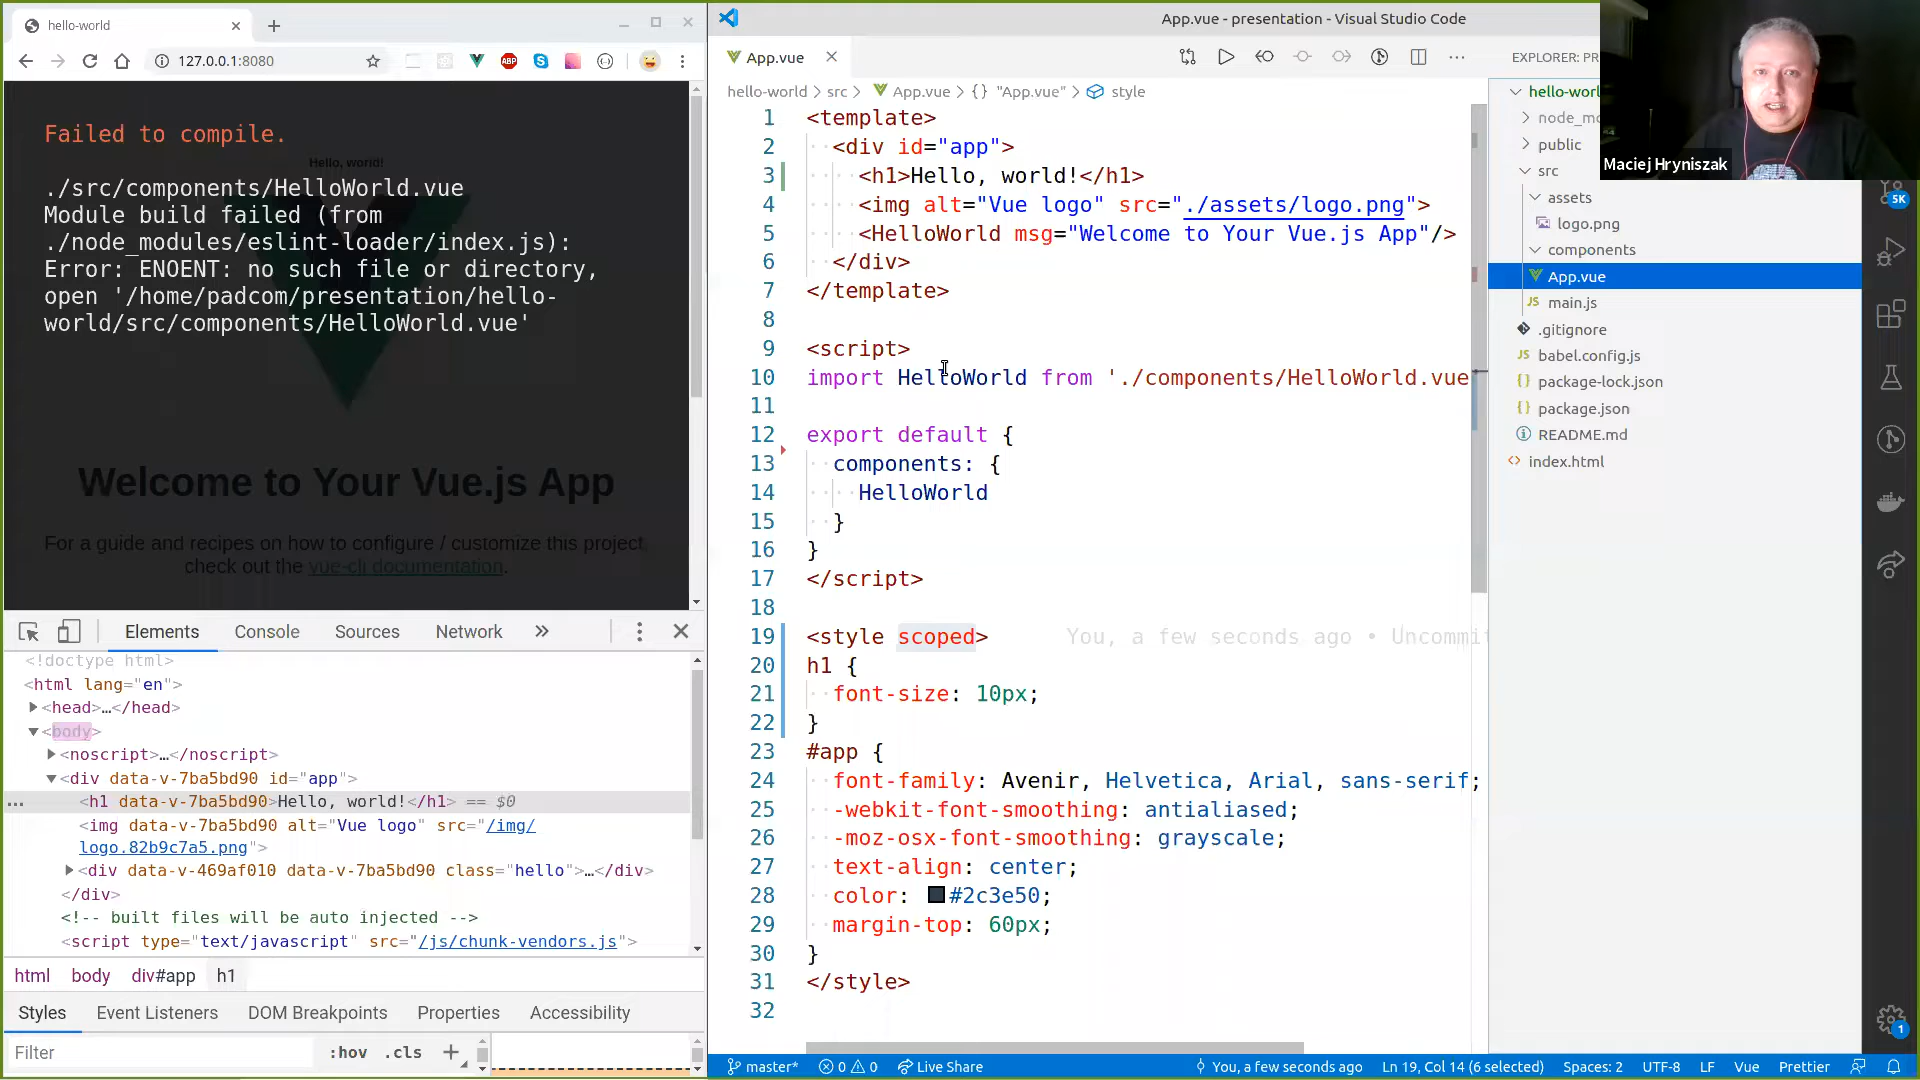 hello-world
127.0.0.1:8080
ABP
Failed to compile.
Hello, world!
./src/components/HelloWorld.vue
Module build failed (from
./node_modules/eslint-loader/index.js):
Error: ENOENT: no such file or directory,
open '/home/padcom/presentation/hello-
world/src/components/HelloWorld.vue'
Welcome to Your Vue.js App
For a guide and recipes on how to configure / customize this project,
check out the vue-cli documentation.
Elements Console Sources Network »
<!doctype html>
<html lang="en">
<head>…</head>
<body>
<noscript>…</noscript>
<div data-v-7ba5bd90 id="app">
<h1 data-v-7ba5bd90>Hello, world!</h1> == $0
<img data-v-7ba5bd90 alt="Vue logo" src="/img/
logo.82b9c7a5.png">
<div data-v-469af010 data-v-7ba5bd90 class="hello">…</div>
</div>
<!-- built files will be auto injected -->
<script type="text/javascript" src="/js/chunk-vendors.js">
html body div#app h1
Styles Event Listeners DOM Breakpoints Properties Accessibility
Filter :hov .cls +
App.vue - presentation - Visual Studio Code
App.vue
hello-world > src > App.vue > {} "App.vue" > style
1 <template>
2 <div id="app">
3 <h1>Hello, world!</h1>
4 <img alt="Vue logo" src="./assets/logo.png">
5 <HelloWorld msg="Welcome to Your Vue.js App"/>
6 </div>
7 </template>
8
9 <script>
10 import HelloWorld from './components/HelloWorld.vue
11
12 export default {
13 components: {
14 HelloWorld
15 }
16 }
17 </script>
18
19 <style scoped> You, a few seconds ago • Uncommit
20 h1 {
21 font-size: 10px;
22 }
23 #app {
24 font-family: Avenir, Helvetica, Arial, sans-serif;
25 -webkit-font-smoothing: antialiased;
26 -moz-osx-font-smoothing: grayscale;
27 text-align: center;
28 color: #2c3e50;
29 margin-top: 60px;
30 }
31 </style>
32
EXPLORER: PR
hello-worl
node_mo
public
src
assets
logo.png
components
App.vue
JS main.js
.gitignore
JS babel.config.js
{} package-lock.json
{} package.json
README.md
<> index.html
Maciej Hryniszak
5K
1
master* 0 0 Live Share You, a few seconds ago Ln 19, Col 14 (6 selected) Spaces: 2 UTF-8 LF Vue Prettier